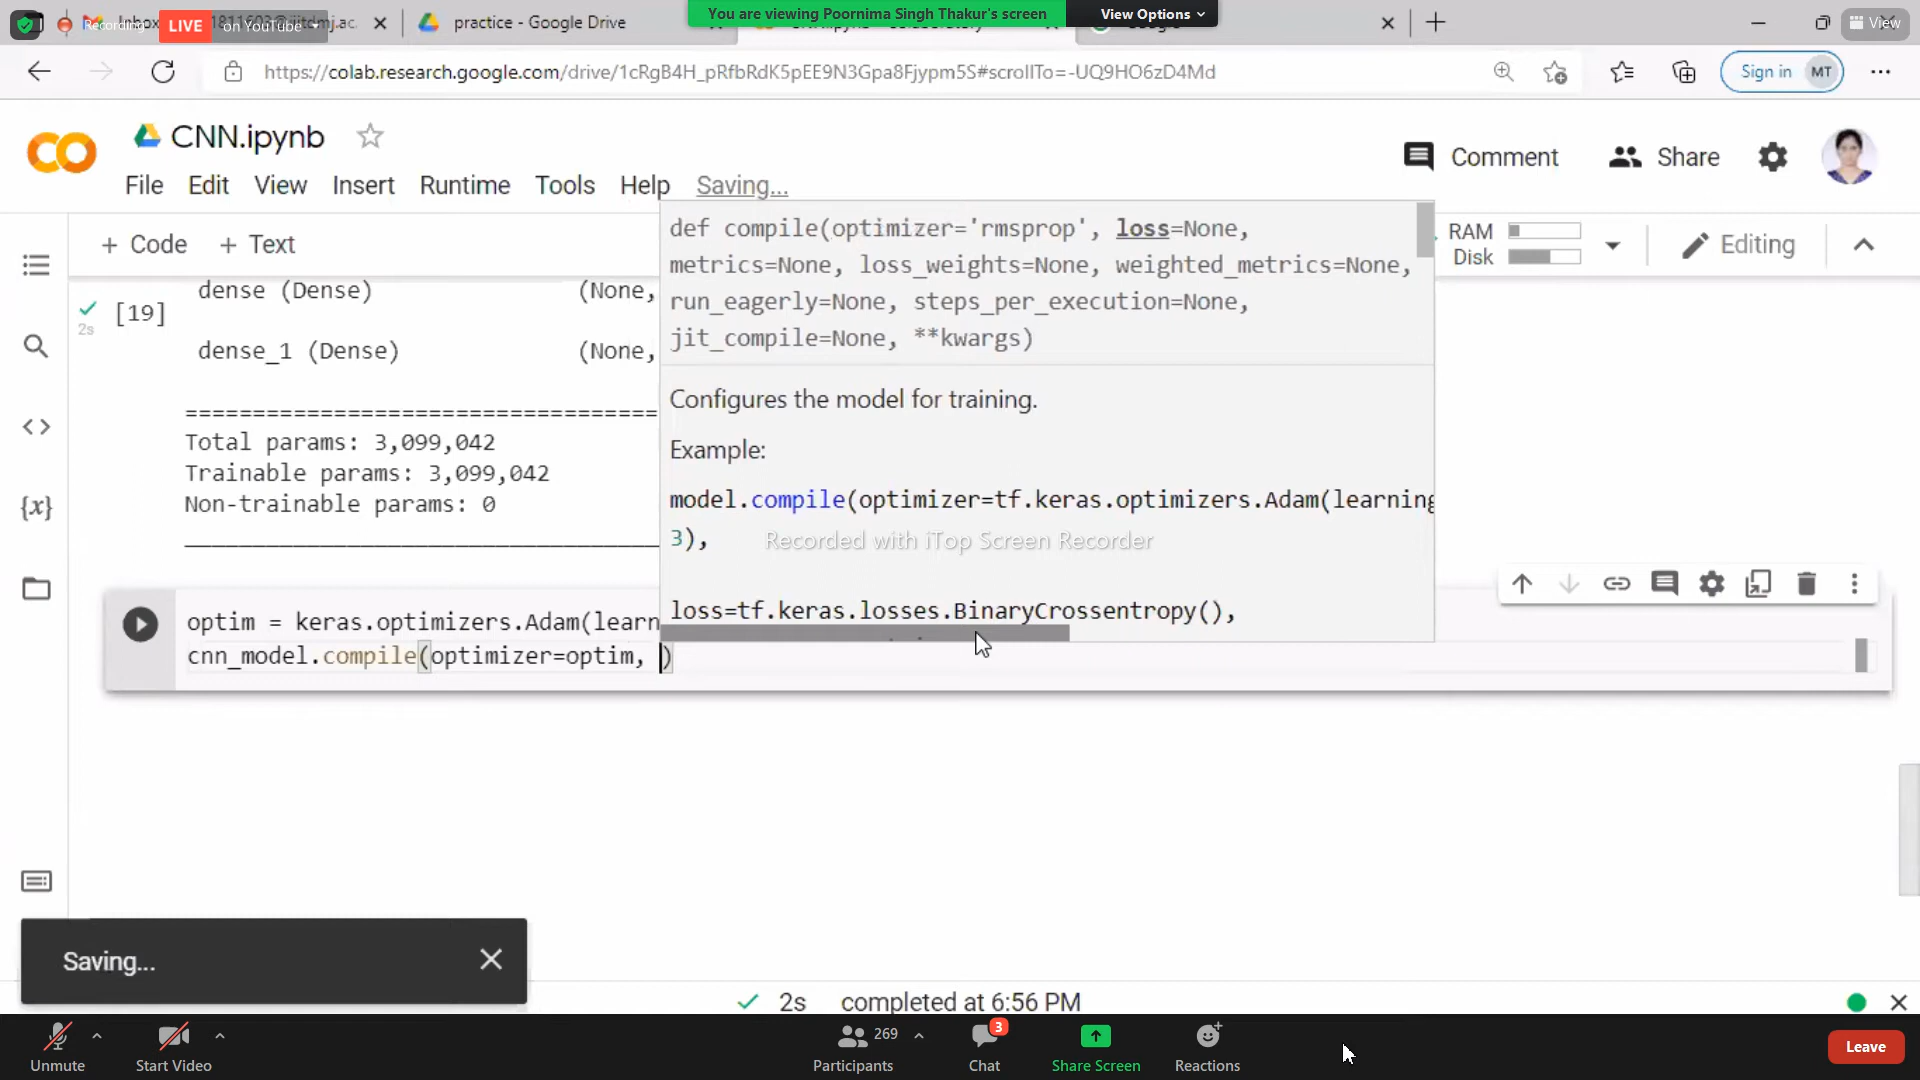 Recording
LIVE on YouTube
You are viewing Poornima Singh Thakur's screen
View Options
practice - Google Drive
View
https://colab.research.google.com/drive/1cRgB4H_pRfbRdK5pEE9N3Gpa8Fjypm5S#scrollTo=-UQ9HO6zD4Md
Sign in MT
CNN.ipynb
Comment
Share
File Edit View Insert Runtime Tools Help Saving...
+ Code + Text
RAM
Disk
Editing
def compile(optimizer='rmsprop', loss=None,
metrics=None, loss_weights=None, weighted_metrics=None,
run_eagerly=None, steps_per_execution=None,
jit_compile=None, **kwargs)
Configures the model for training.
Example:
model.compile(optimizer=tf.keras.optimizers.Adam(learning
3),
loss=tf.keras.losses.BinaryCrossentropy(),
Recorded with iTop Screen Recorder
2s
[19]
dense (Dense) (None,
dense_1 (Dense) (None,
==================================
Total params: 3,099,042
Trainable params: 3,099,042
Non-trainable params: 0
optim = keras.optimizers.Adam(learn
cnn_model.compile(optimizer=optim, )
Saving...
2s completed at 6:56 PM
Unmute
Start Video
269
Participants
3
Chat
Share Screen
Reactions
Leave